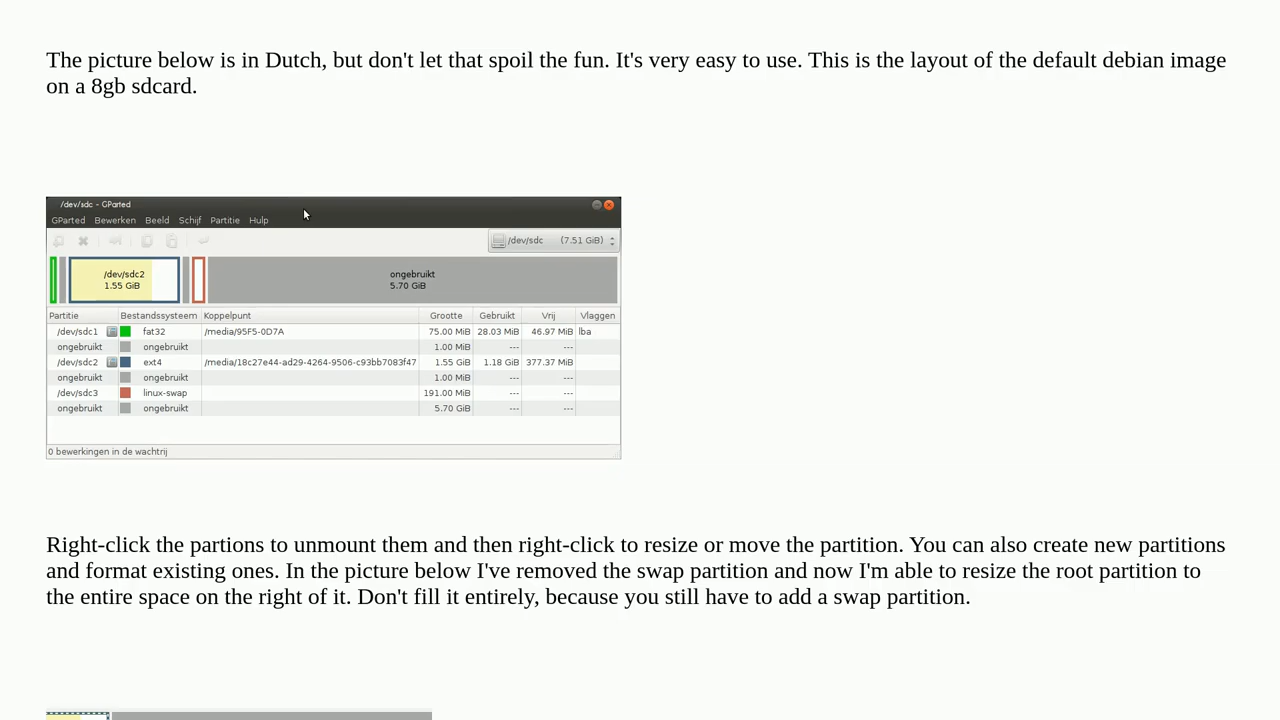 The picture below is in Dutch, but don't let that spoil the fun. It's very easy to use. This is the layout of the default debian image
on a 8gb sdcard.
/dev/sdc - GParted
GParted Bewerken Beeld Schijf Partitie Hulp
/dev/sdc (7.51 GiB)
/dev/sdc2
1.55 GiB
ongebruikt
5.70 GiB
Partitie Bestandssysteem Koppelpunt Grootte Gebruikt Vrij Vlaggen
/dev/sdc1 fat32 /media/95F5-0D7A 75.00 MiB 28.03 MiB 46.97 MiB lba
ongebruikt ongebruikt 1.00 MiB --- ---
/dev/sdc2 ext4 /media/18c27e44-ad29-4264-9506-c93bb7083f47 1.55 GiB 1.18 GiB 377.37 MiB
ongebruikt ongebruikt 1.00 MiB --- ---
/dev/sdc3 linux-swap 191.00 MiB --- ---
ongebruikt ongebruikt 5.70 GiB --- ---
0 bewerkingen in de wachtrij
Right-click the partions to unmount them and then right-click to resize or move the partition. You can also create new partitions
and format existing ones. In the picture below I've removed the swap partition and now I'm able to resize the root partition to
the entire space on the right of it. Don't fill it entirely, because you still have to add a swap partition.